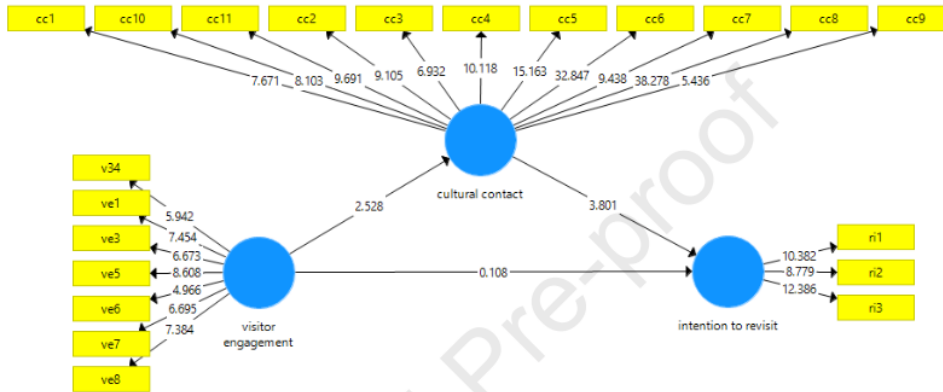 cc1 cc10 cc11 cc2 cc3 cc4 cc5 cc6 cc7 cc8 cc9
7.671 8.103 9.691 9.105 6.932 10.118 15.163 32.847 9.438 38.278 5.436
cultural contact
v34
ve1
ve3
ve5
ve6
ve7
ve8
5.942
7.454
6.673
8.608
4.966
6.695
7.384
visitor
engagement
2.528
3.801
0.108
ri1
ri2
ri3
10.382
8.779
12.386
intention to revisit
Pre-proof